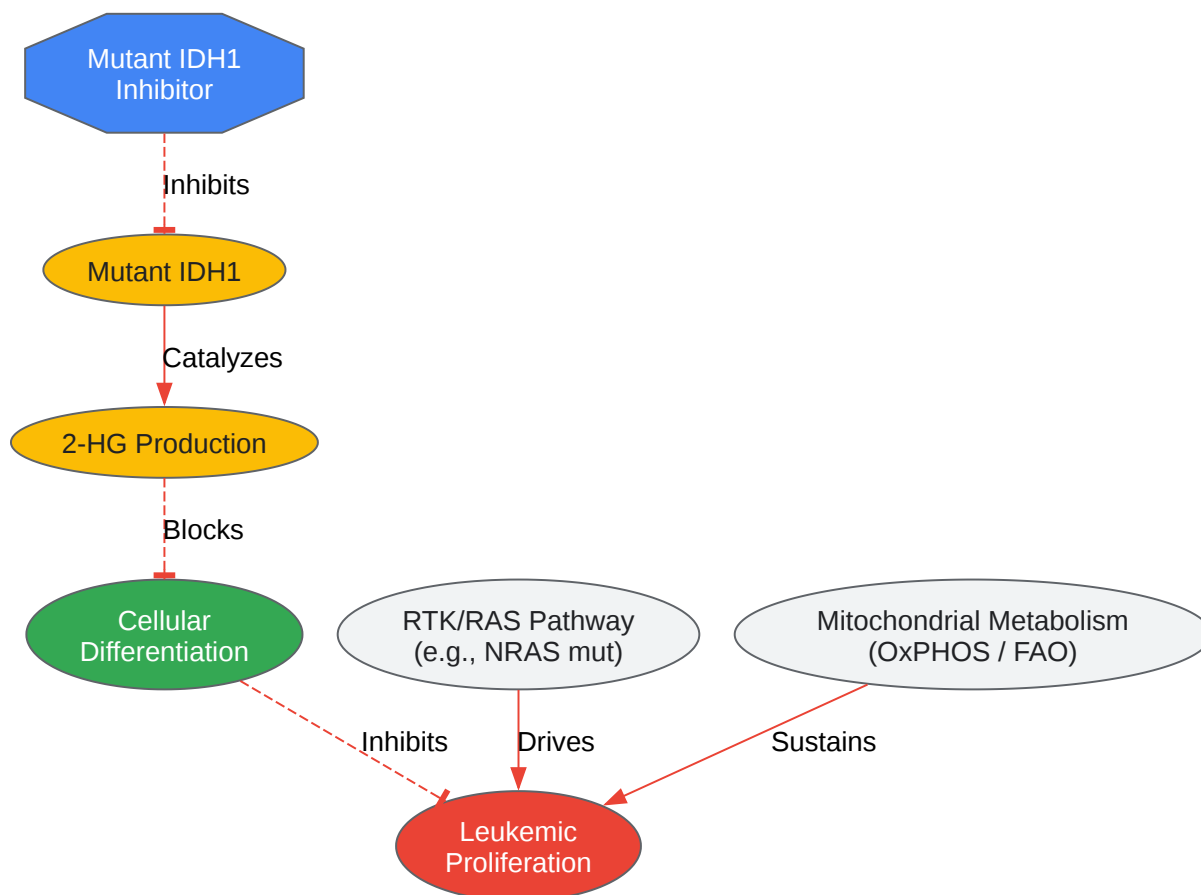 Mutant IDH1
Inhibitor
Inhibits
Mutant IDH1
Catalyzes
2-HG Production
Blocks
Cellular
Differentiation
RTK/RAS Pathway
(e.g., NRAS mut)
Mitochondrial Metabolism
(OxPHOS / FAO)
Inhibits
Drives
Sustains
Leukemic
Proliferation